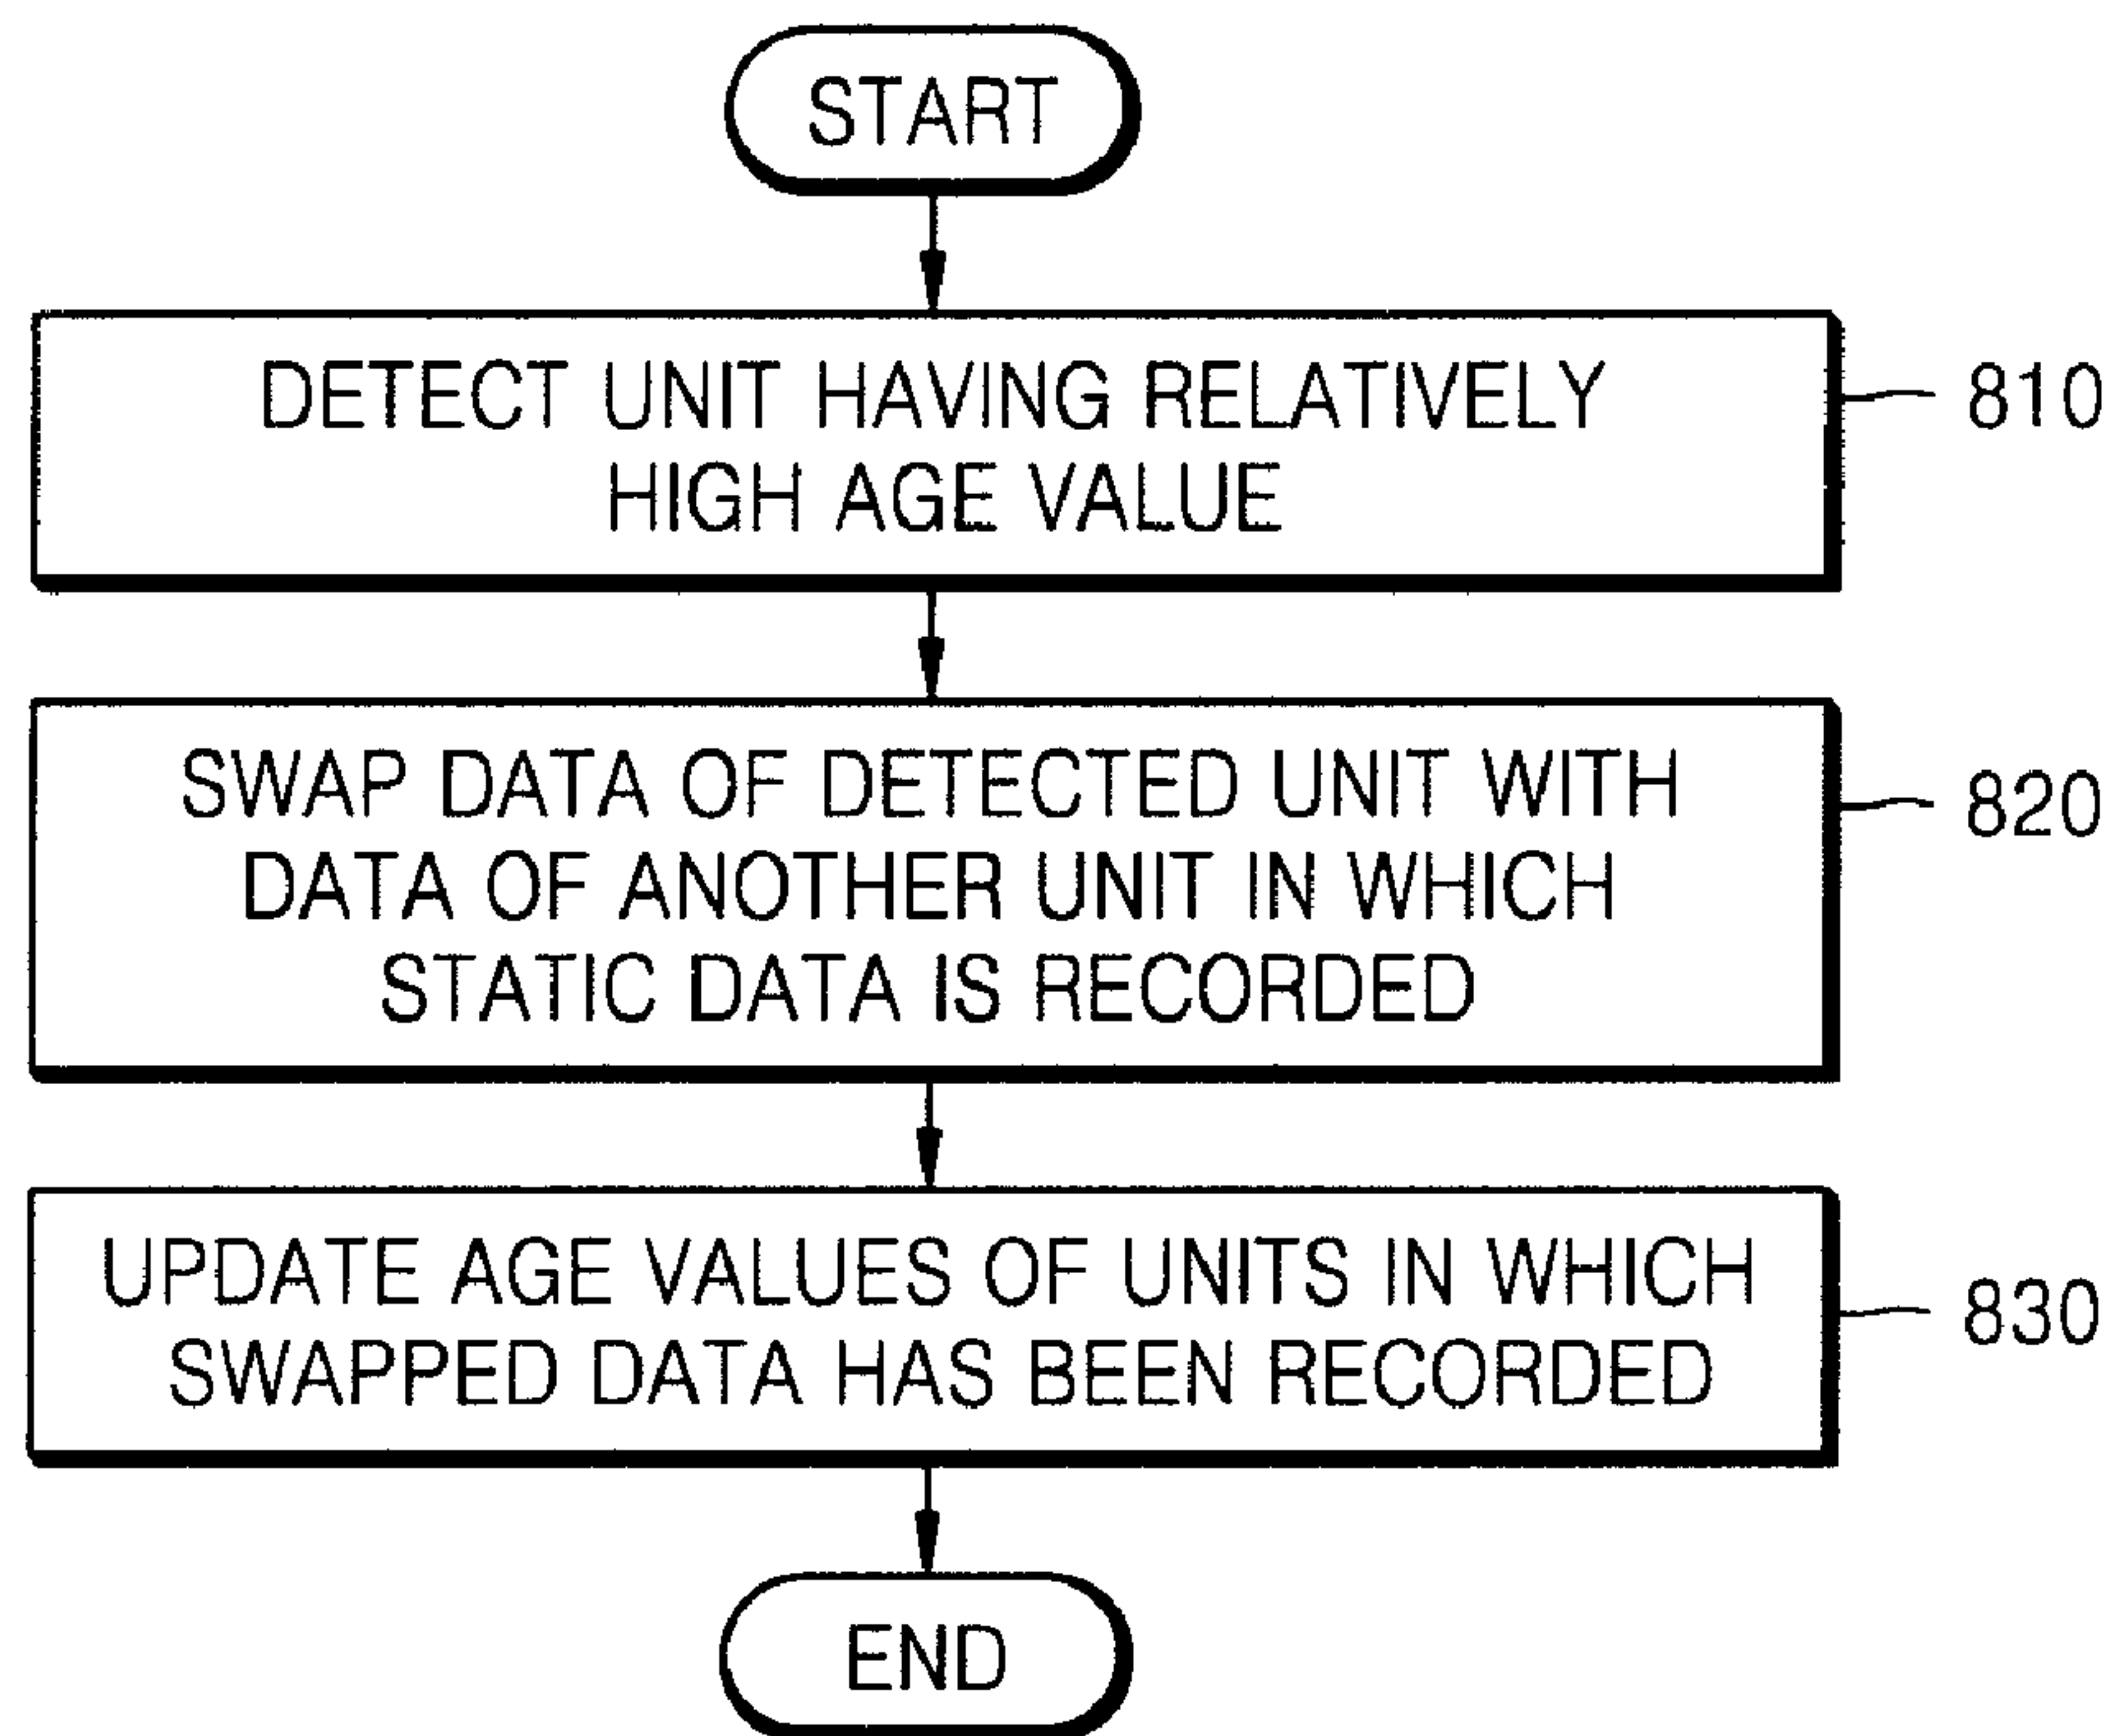 START
DETECT UNIT HAVING RELATIVELY
HIGH AGE VALUE
810
SWAP DATA OF DETECTED UNIT WITH
DATA OF ANOTHER UNIT IN WHICH
STATIC DATA IS RECORDED
820
UPDATE AGE VALUES OF UNITS IN WHICH
SWAPPED DATA HAS BEEN RECORDED
830
END